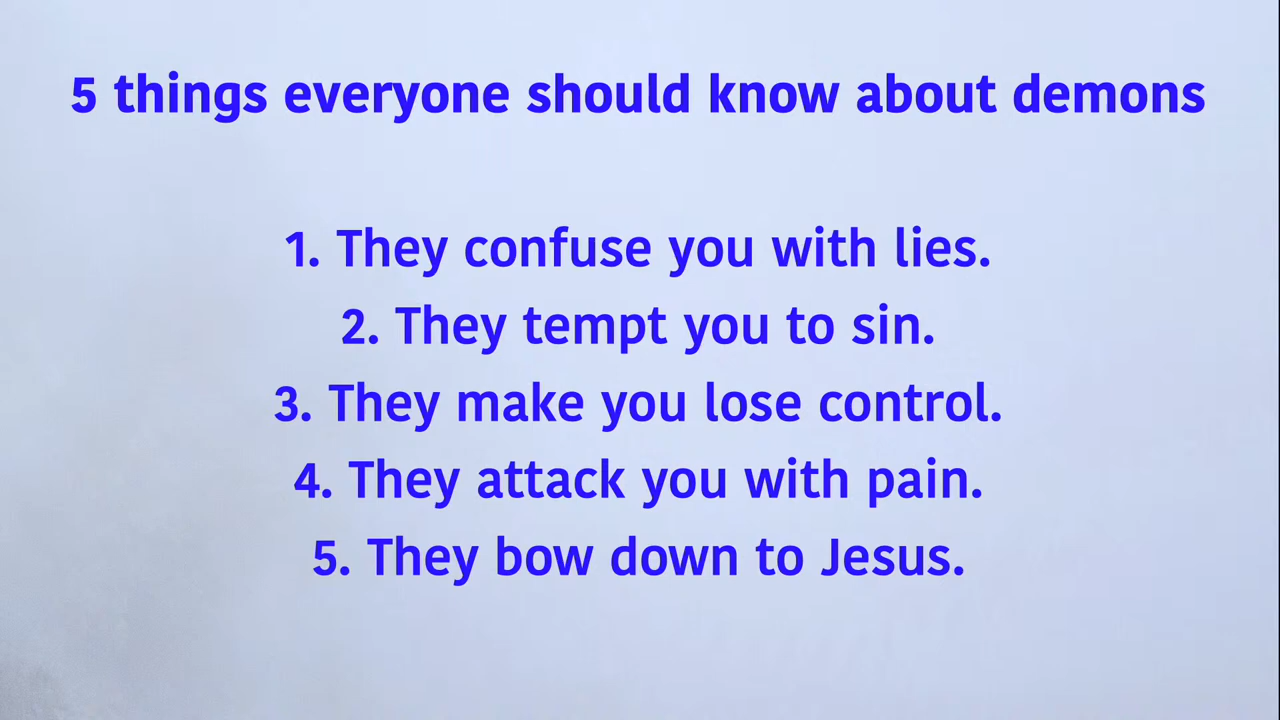 5 things everyone should know about demons
1. They confuse you with lies.
2. They tempt you to sin.
3. They make you lose control.
4. They attack you with pain.
5. They bow down to Jesus.